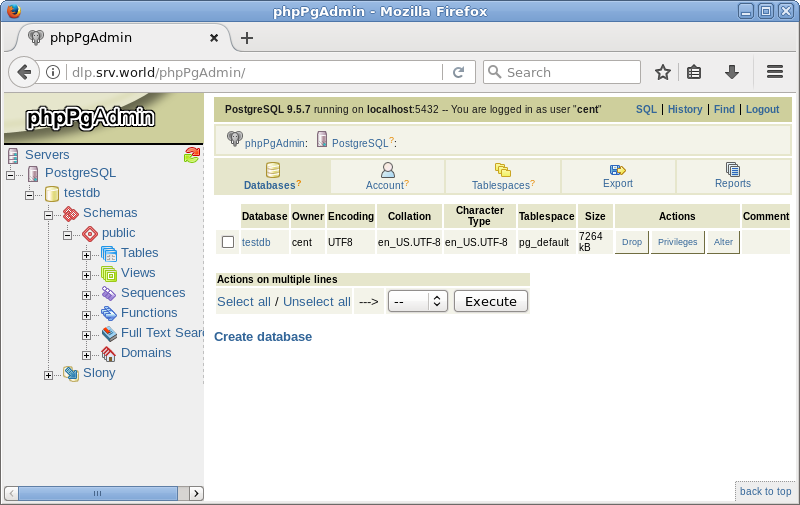 phpPgAdmin - Mozilla Firefox
phpPgAdmin
dlp.srv.world/phpPgAdmin/
Search
phpPgAdmin
PostgreSQL 9.5.7 running on localhost:5432 -- You are logged in as user "cent"
SQL | History | Find | Logout
phpPgAdmin: PostgreSQL?:
Databases? Account? Tablespaces? Export Reports
Servers
PostgreSQL
testdb
Schemas
public
Tables
Views
Sequences
Functions
Full Text Sear
Domains
Slony
Database Owner Encoding Collation Character Type Tablespace Size Actions Comment
testdb cent UTF8 en_US.UTF-8 en_US.UTF-8 pg_default 7264 kB Drop Privileges Alter
Actions on multiple lines
Select all / Unselect all ---> -- Execute
Create database
back to top